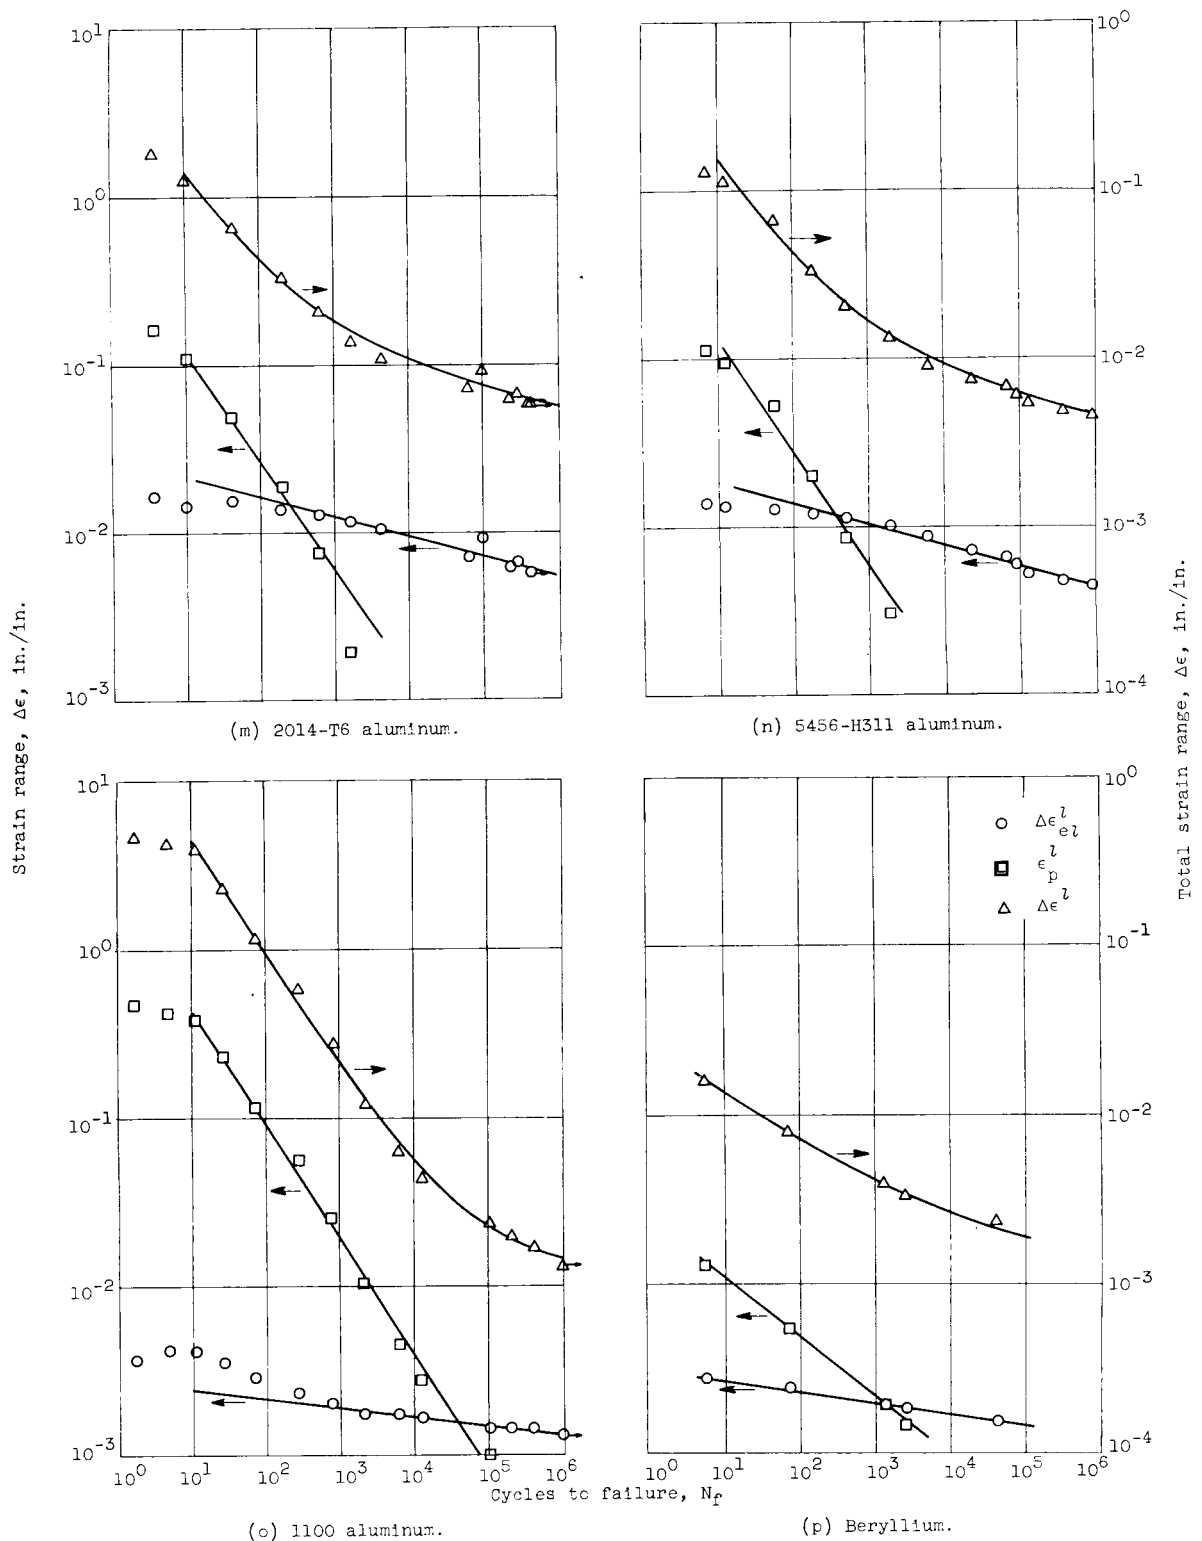 10^1
10^0
10^-1
10^-2
10^-3
(m) 2014-T6 aluminum.
10^0
10^-1
10^-2
10^-3
10^-4
(n) 5456-H311 aluminum.
Strain range, Δϵ, in./in.
Total strain range, Δϵ, in./in.
10^1
10^0
10^-1
10^-2
10^-3
10^0 10^1 10^2 10^3 10^4 10^5 10^6
(o) 1100 aluminum.
Δϵ^l_el
ϵ^l_p
Δϵ^l
10^0
10^-1
10^-2
10^-3
10^-4
10^0 10^1 10^2 10^3 10^4 10^5 10^6
Cycles to failure, N_f
(p) Beryllium.